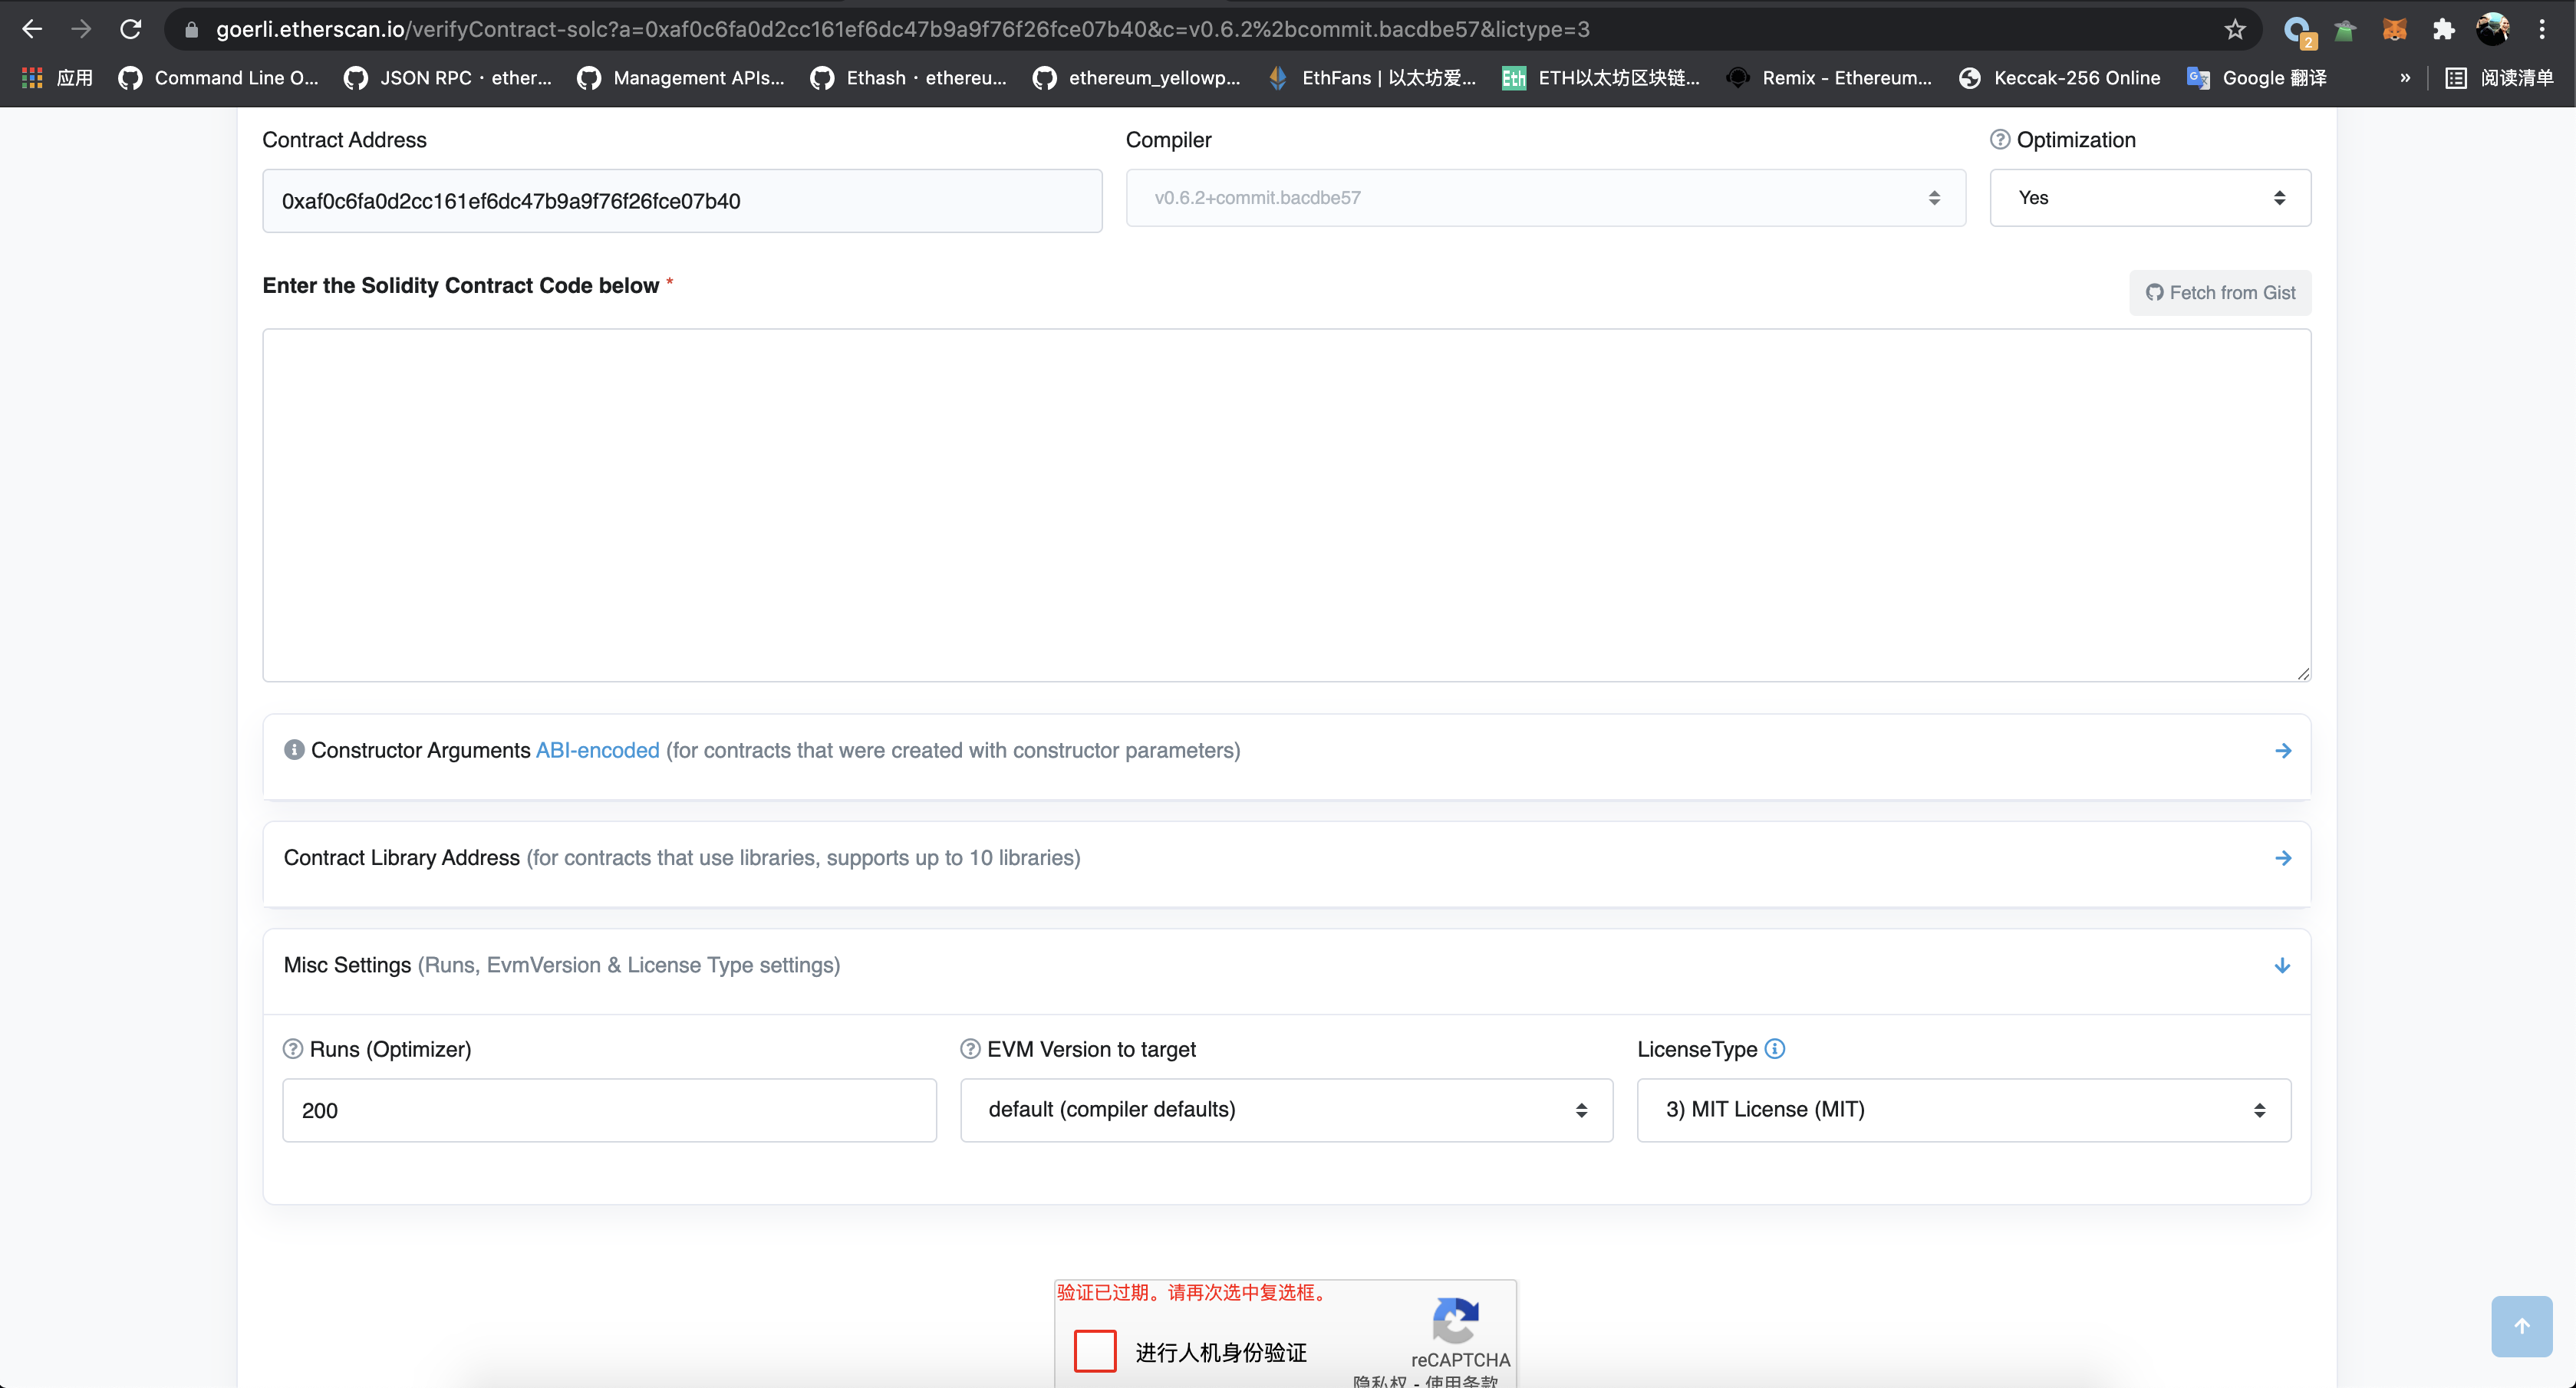 goerli.etherscan.io/verifyContract-solc?a=0xaf0c6fa0d2cc161ef6dc47b9a9f76f26fce07b40&c=v0.6.2%2bcommit.bacdbe57&lictype=3
2
应用 Command Line O... JSON RPC · ether... Management APIs... Ethash · ethereu... ethereum_yellowp... EthFans | 以太坊爱... Eth ETH以太坊区块链... Remix - Ethereum... Keccak-256 Online Google 翻译 » 阅读清单
Contract Address Compiler Optimization
0xaf0c6fa0d2cc161ef6dc47b9a9f76f26fce07b40 v0.6.2+commit.bacdbe57 Yes
Enter the Solidity Contract Code below * Fetch from Gist
Constructor Arguments ABI-encoded (for contracts that were created with constructor parameters)
Contract Library Address (for contracts that use libraries, supports up to 10 libraries)
Misc Settings (Runs, EvmVersion & License Type settings)
Runs (Optimizer) EVM Version to target LicenseType
200 default (compiler defaults) 3) MIT License (MIT)
验证已过期。请再次选中复选框。
进行人机身份验证
reCAPTCHA
隐私权 - 使用条款